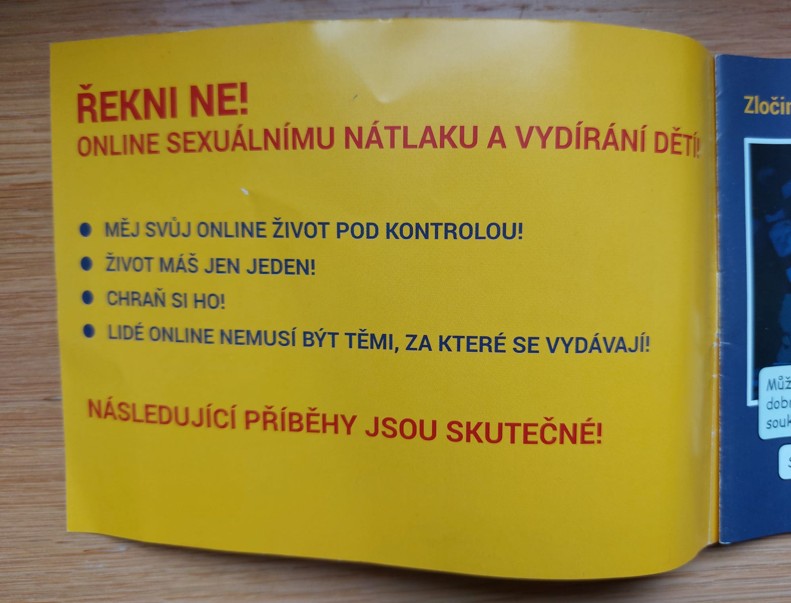 ŘEKNI NE!
ONLINE SEXUÁLNÍMU NÁTLAKU A VYDÍRÁNÍ DĚTÍ!
● MĚJ SVŮJ ONLINE ŽIVOT POD KONTROLOU!
● ŽIVOT MÁŠ JEN JEDEN!
● CHRAŇ SI HO!
● LIDÉ ONLINE NEMUSÍ BÝT TĚMI, ZA KTERÉ SE VYDÁVAJÍ!
NÁSLEDUJÍCÍ PŘÍBĚHY JSOU SKUTEČNÉ!